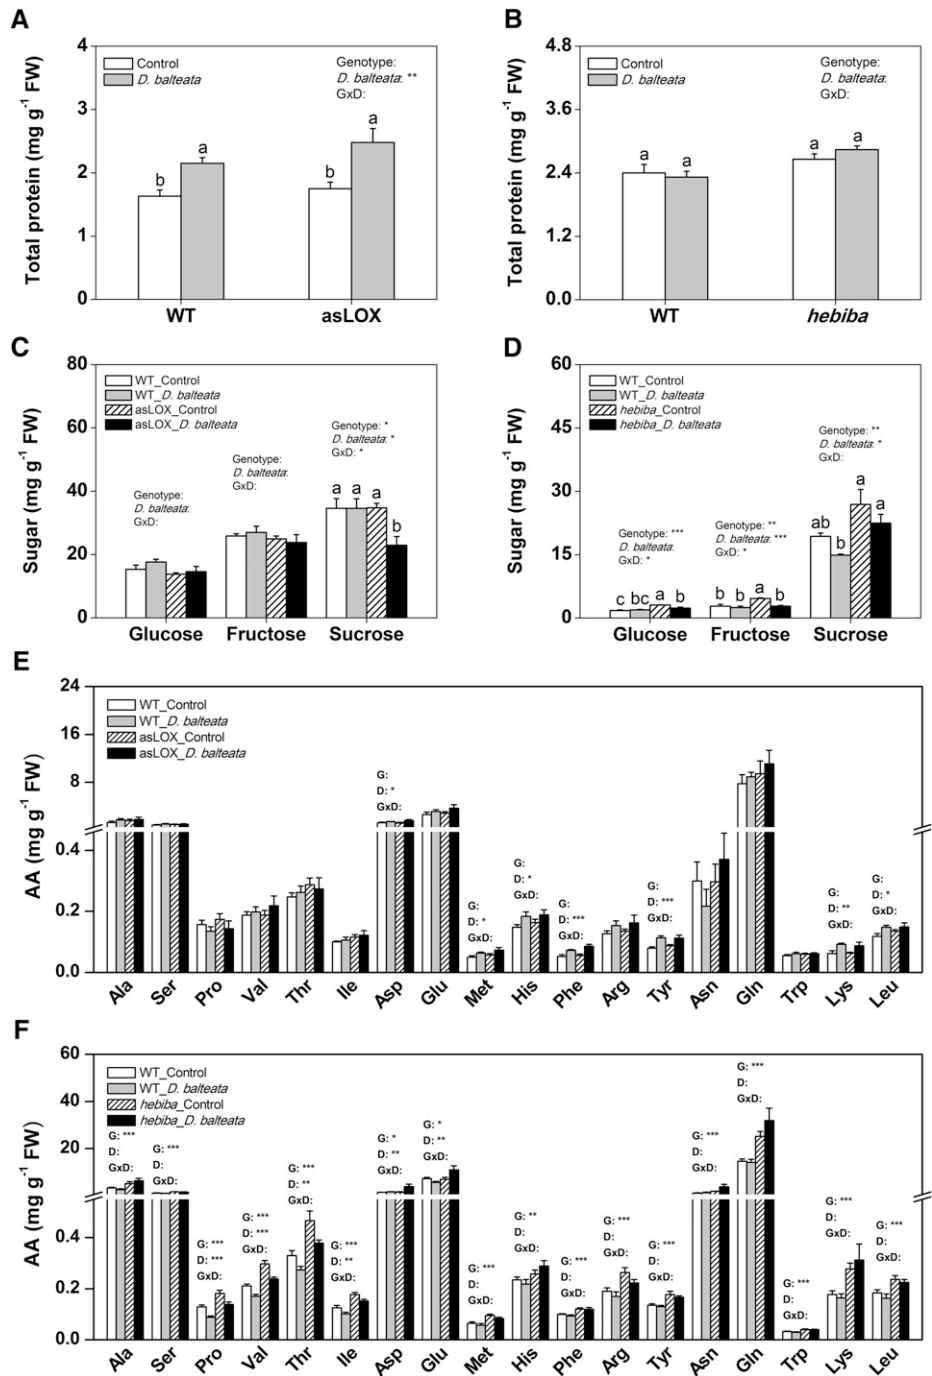 A
Total protein (mg g⁻¹ FW)
4
3
2
1
0
Control
D. balteata
Genotype:
D. balteata: **
GxD:
b
a
b
a
WT
asLOX
B
Total protein (mg g⁻¹ FW)
4.8
3.6
2.4
1.2
0.0
Control
D. balteata
Genotype:
D. balteata:
GxD:
a
a
a
a
WT
hebiba
C
Sugar (mg g⁻¹ FW)
80
60
40
20
0
WT_Control
WT_D. balteata
asLOX_Control
asLOX_D. balteata
Genotype:
D. balteata:
GxD:
Genotype:
D. balteata:
GxD:
Genotype: *
D. balteata: *
GxD: *
a
a
a
b
Glucose
Fructose
Sucrose
D
Sugar (mg g⁻¹ FW)
60
45
30
15
0
WT_Control
WT_D. balteata
hebiba_Control
hebiba_D. balteata
Genotype: ***
D. balteata:
GxD: *
Genotype: **
D. balteata: ***
GxD: *
Genotype: **
D. balteata: *
GxD:
c bc a b
b b a b
ab b a a
Glucose
Fructose
Sucrose
E
AA (mg g⁻¹ FW)
24
16
8
0.4
0.2
0.0
WT_Control
WT_D. balteata
asLOX_Control
asLOX_D. balteata
G:
D: *
GxD:
G:
D: *
GxD:
G:
D: *
GxD:
G:
D: ***
GxD:
G:
D: ***
GxD:
G:
D: **
GxD:
G:
D: *
GxD:
Ala Ser Pro Val Thr Ile Asp Glu Met His Phe Arg Tyr Asn Gln Trp Lys Leu
F
AA (mg g⁻¹ FW)
60
40
20
0.4
0.2
0.0
WT_Control
WT_D. balteata
hebiba_Control
hebiba_D. balteata
G: ***
D:
GxD:
G: ***
D:
GxD:
G: ***
D: ***
GxD:
G: ***
D: ***
GxD:
G: ***
D: **
GxD:
G: ***
D: **
GxD:
G: *
D: **
GxD:
G: *
D: **
GxD:
G: ***
D:
GxD:
G: **
D:
GxD:
G: ***
D:
GxD:
G: ***
D:
GxD:
G: ***
D:
GxD:
G: ***
D:
GxD:
G: ***
D:
GxD:
G: ***
D:
GxD:
G: ***
D:
GxD:
G: ***
D:
GxD:
Ala Ser Pro Val Thr Ile Asp Glu Met His Phe Arg Tyr Asn Gln Trp Lys Leu